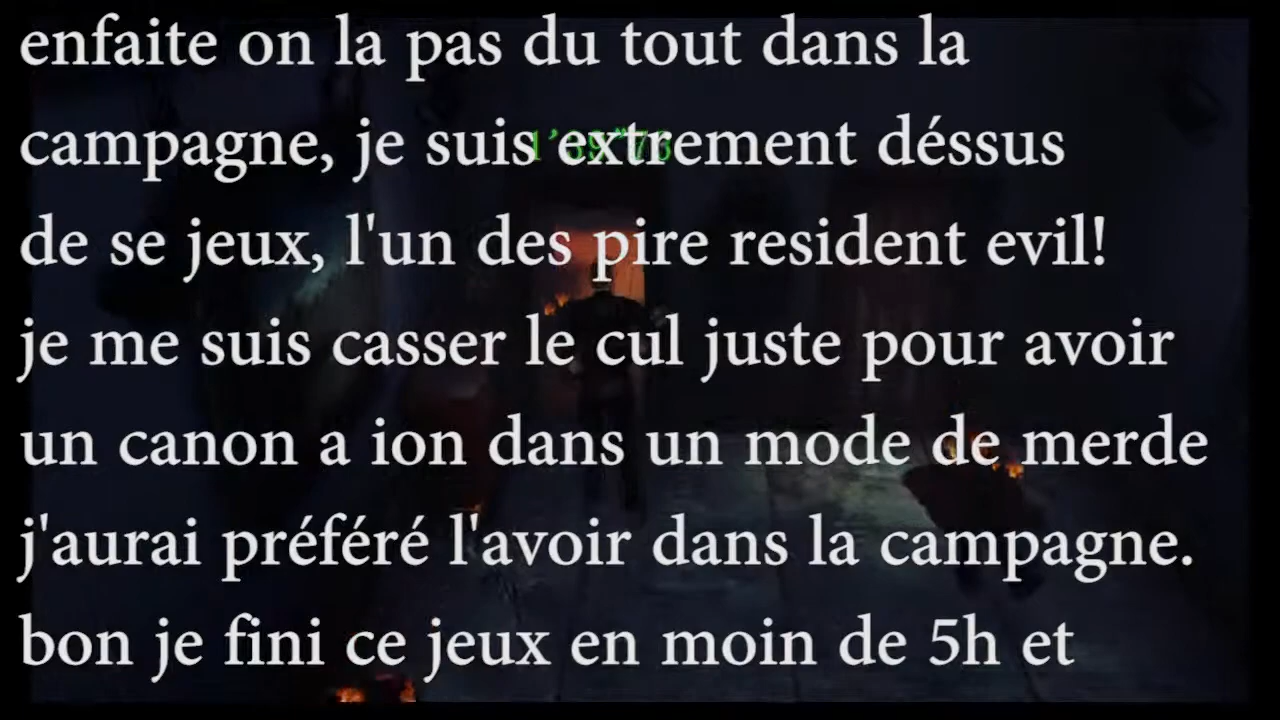 enfaite on la pas du tout dans la
campagne, je suis extrement déssus
de se jeux, l'un des pire resident evil!
je me suis casser le cul juste pour avoir
un canon a ion dans un mode de merde
j'aurai préféré l'avoir dans la campagne.
bon je fini ce jeux en moin de 5h et